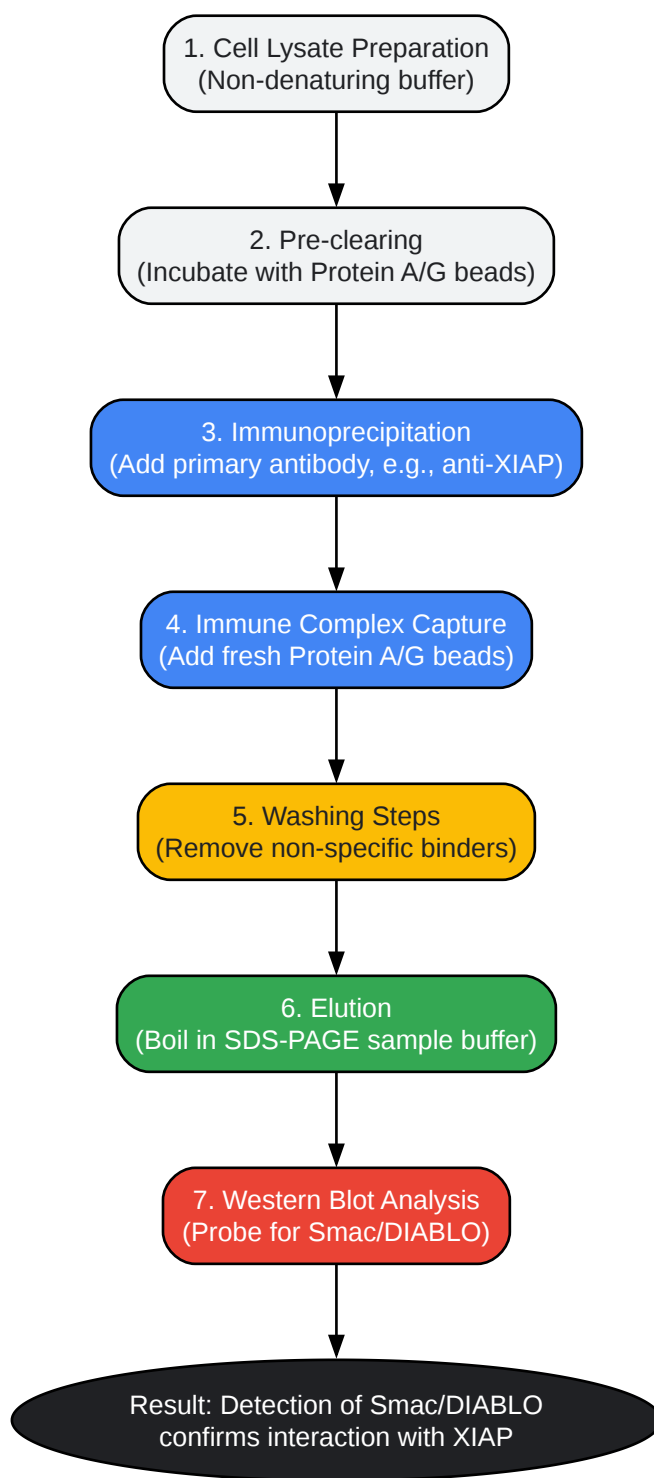 1. Cell Lysate Preparation
(Non-denaturing buffer)
2. Pre-clearing
(Incubate with Protein A/G beads)
3. Immunoprecipitation
(Add primary antibody, e.g., anti-XIAP)
4. Immune Complex Capture
(Add fresh Protein A/G beads)
5. Washing Steps
(Remove non-specific binders)
6. Elution
(Boil in SDS-PAGE sample buffer)
7. Western Blot Analysis
(Probe for Smac/DIABLO)
Result: Detection of Smac/DIABLO
confirms interaction with XIAP